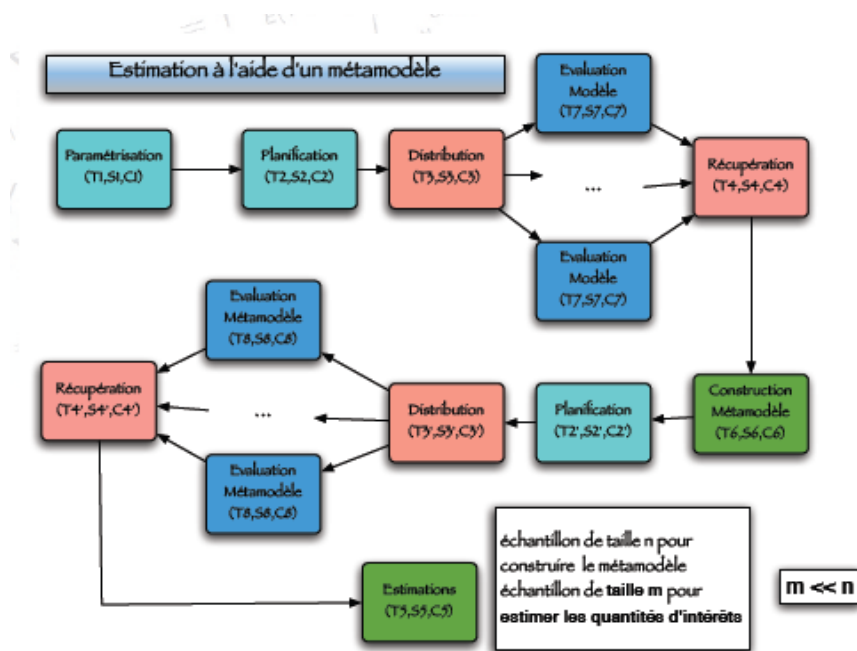 Estimation à l'aide d'un métamodèle
Evaluation
Modèle
(T7,S7,C7)
Paramétrisation
(T1,S1,C1)
Planification
(T2,S2,C2)
Distribution
(T3,S3,C3)
...
Récupération
(T4,S4,C4)
Evaluation
Modèle
(T7,S7,C7)
Evaluation
Métamodèle
(T8,S8,C8)
Récupération
(T4',S4',C4')
...
Distribution
(T3',S3',C3')
Planification
(T2',S2',C2')
Construction
Métamodèle
(T6,S6,C6)
Evaluation
Métamodèle
(T8,S8,C8)
Estimations
(T5,S5,C5)
échantillon de taille n pour
construire le métamodèle
échantillon de taille m pour
estimer les quantités d'intérêts
m << n